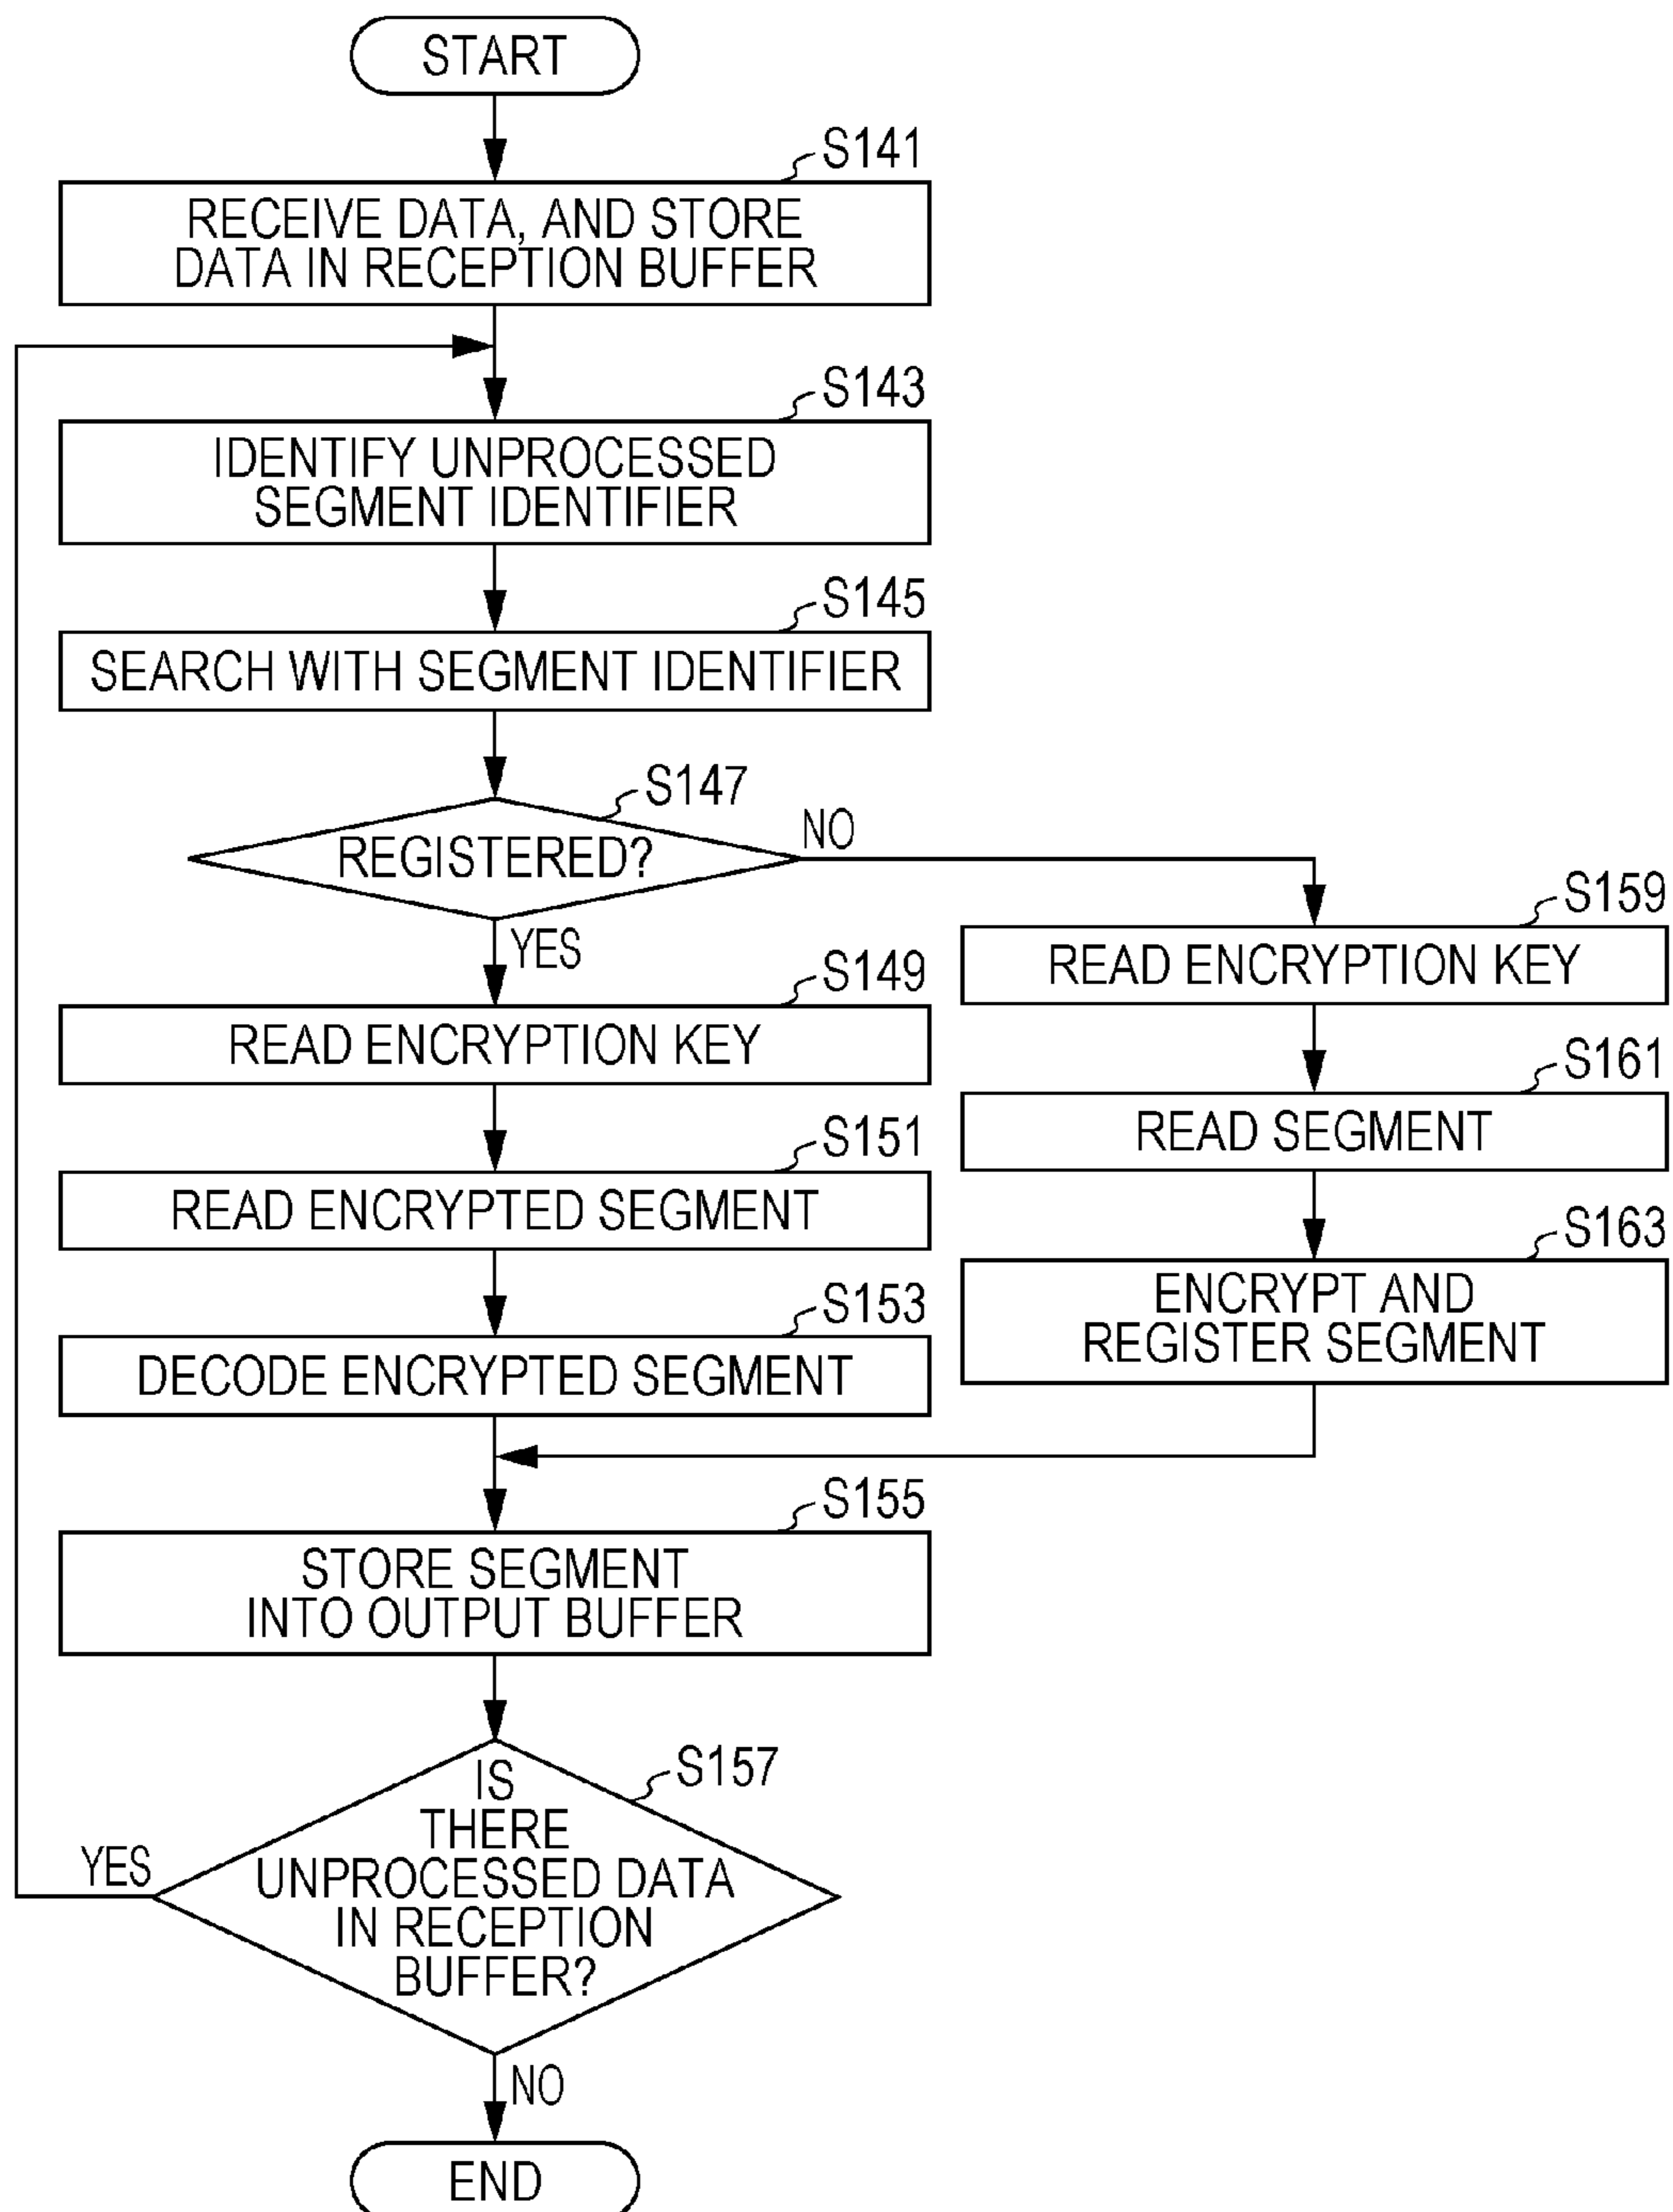 START
S141
RECEIVE DATA, AND STORE
DATA IN RECEPTION BUFFER
S143
IDENTIFY UNPROCESSED
SEGMENT IDENTIFIER
S145
SEARCH WITH SEGMENT IDENTIFIER
S147
REGISTERED?
NO
YES
S149
READ ENCRYPTION KEY
S151
READ ENCRYPTED SEGMENT
S153
DECODE ENCRYPTED SEGMENT
S159
READ ENCRYPTION KEY
S161
READ SEGMENT
S163
ENCRYPT AND
REGISTER SEGMENT
S155
STORE SEGMENT
INTO OUTPUT BUFFER
S157
IS
THERE
UNPROCESSED DATA
IN RECEPTION
BUFFER?
YES
NO
END